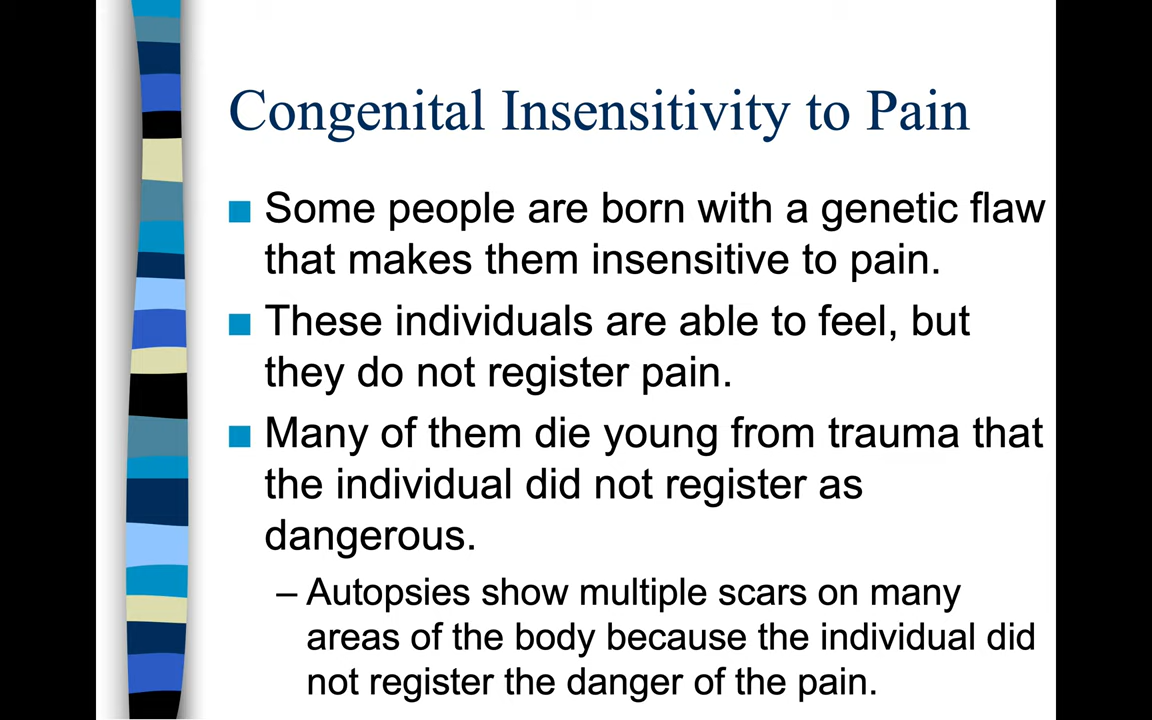 Congenital Insensitivity to Pain
■ Some people are born with a genetic flaw
that makes them insensitive to pain.
■ These individuals are able to feel, but
they do not register pain.
■ Many of them die young from trauma that
the individual did not register as
dangerous.
– Autopsies show multiple scars on many
areas of the body because the individual did
not register the danger of the pain.